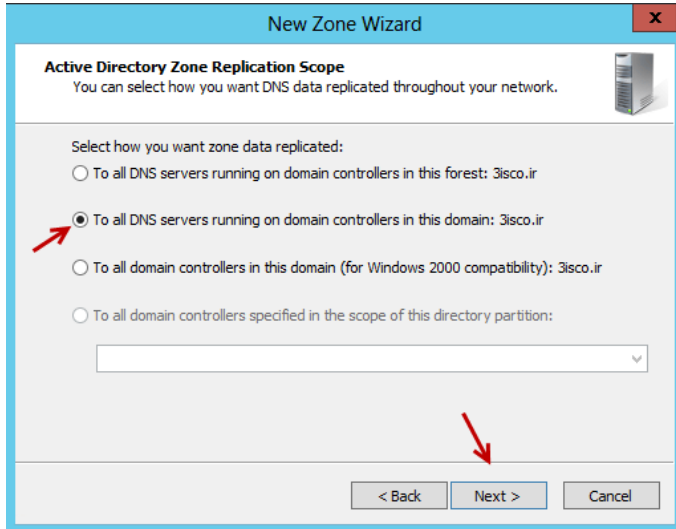 New Zone Wizard
x
Active Directory Zone Replication Scope
You can select how you want DNS data replicated throughout your network.
Select how you want zone data replicated:
To all DNS servers running on domain controllers in this forest: 3isco.ir
To all DNS servers running on domain controllers in this domain: 3isco.ir
To all domain controllers in this domain (for Windows 2000 compatibility): 3isco.ir
To all domain controllers specified in the scope of this directory partition:
< Back Next > Cancel